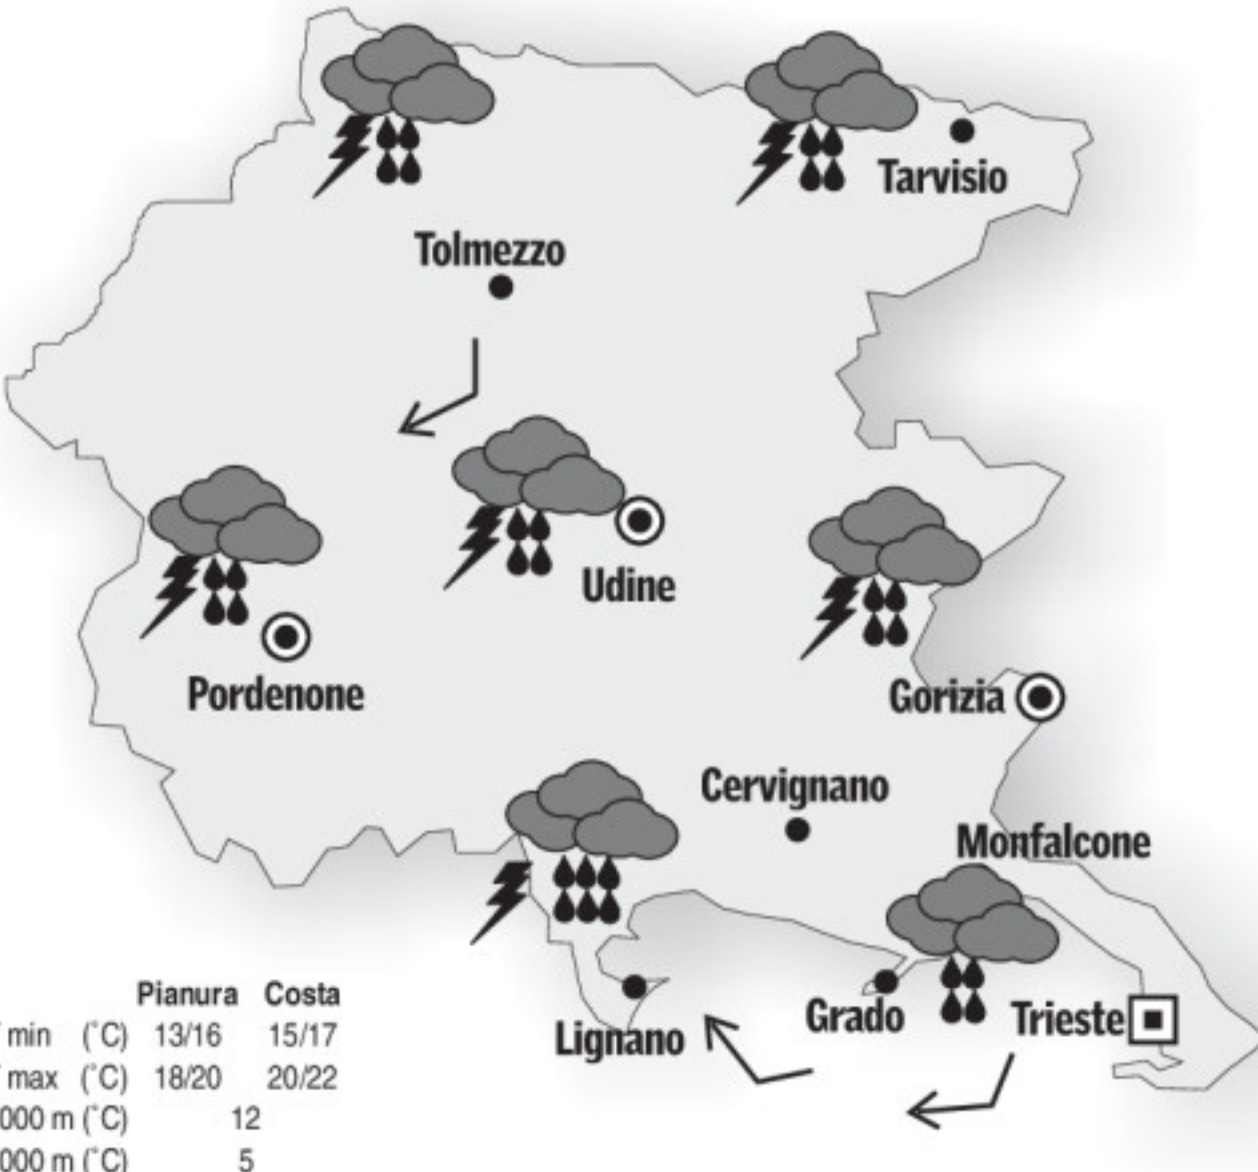 Tarvisio
Tolmezzo
Udine
Pordenone
Gorizia
Cervignano
Monfalcone
Grado
Trieste
Lignano
Pianura Costa
min (°C) 13/16 15/17
max (°C) 18/20 20/22
000 m (°C) 12
000 m (°C) 5